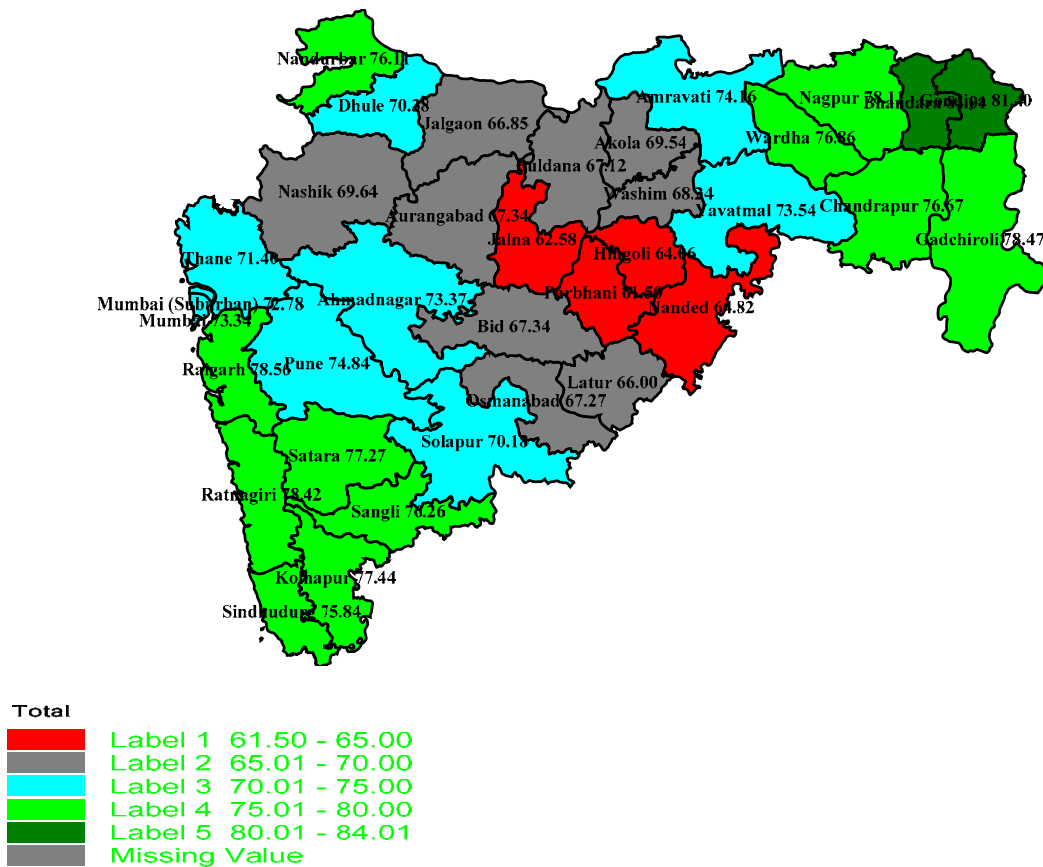 Nandurbar 76.11
Dhule 70.28
Jalgaon 66.85
Buldana 67.12
Akola 69.54
Amravati 74.16
Nagpur 78.11
Bhandara
Gondiya 81.40
Wardha 76.86
Nashik 69.64
Aurangabad 67.34
Washim 68.24
Yavatmal 73.54
Chandrapur 76.67
Gadchiroli 78.47
Jalna 62.58
Hingoli 64.06
Thane 71.40
Parbhani 61.50
Nanded 64.82
Mumbai (Suburban) 72.78
Mumbai 73.34
Ahmadnagar 73.37
Bid 67.34
Raigarh 78.56
Pune 74.84
Latur 66.00
Osmanabad 67.27
Solapur 70.18
Satara 77.27
Ratnagiri 78.42
Sangli 76.26
Kolhapur 77.44
Sindhudurg 75.84
Total
Label 1 61.50 - 65.00
Label 2 65.01 - 70.00
Label 3 70.01 - 75.00
Label 4 75.01 - 80.00
Label 5 80.01 - 84.01
Missing Value